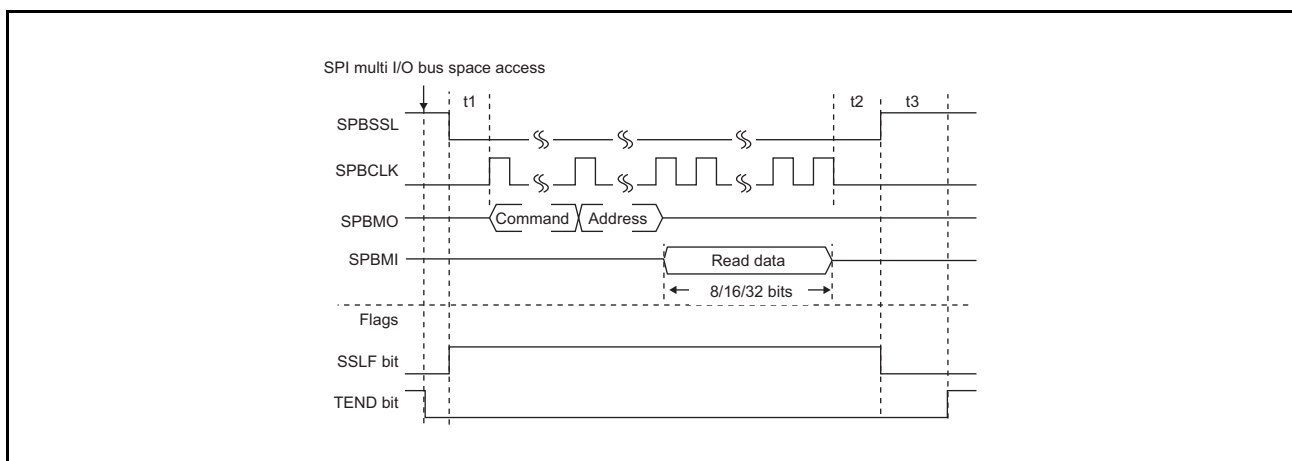 SPI multi I/O bus space access
t1 t2 t3
SPBSSL
SPBCLK
SPBMO Command Address
SPBMI Read data
8/16/32 bits
Flags
SSLF bit
TEND bit